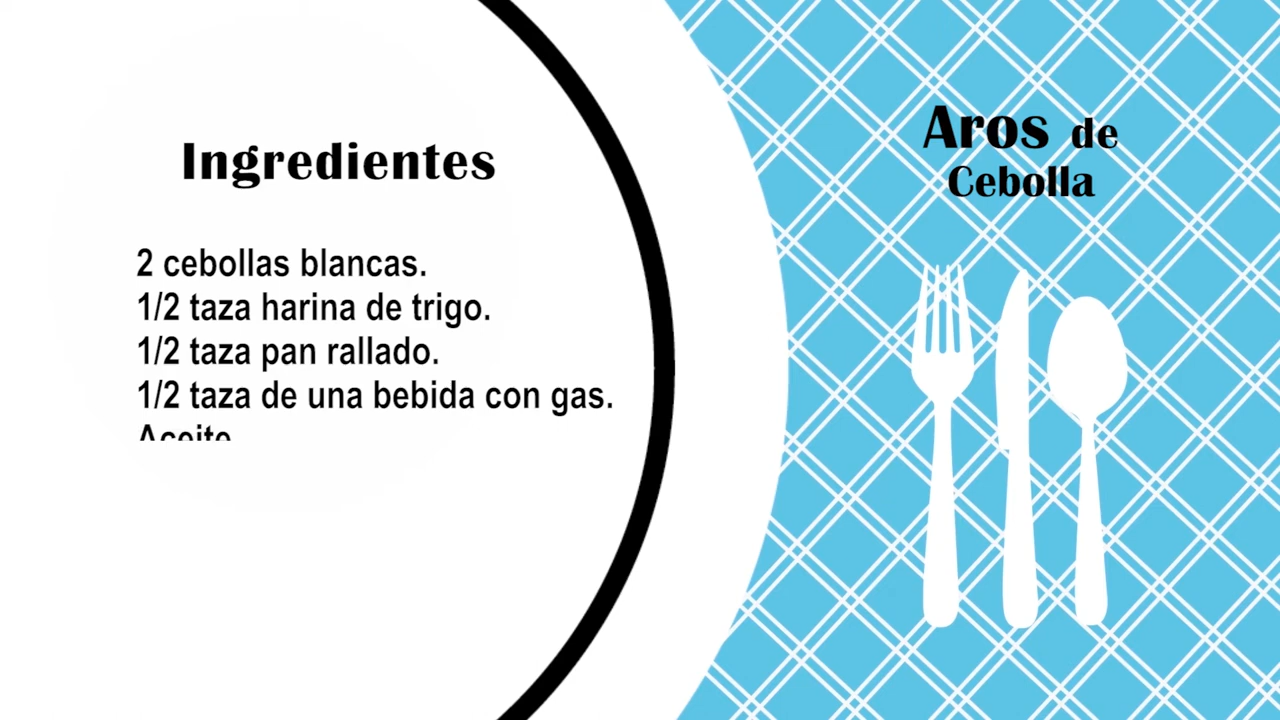 Ingredientes
2 cebollas blancas.
1/2 taza harina de trigo.
1/2 taza pan rallado.
1/2 taza de una bebida con gas.
Aceite
Aros de
Cebolla